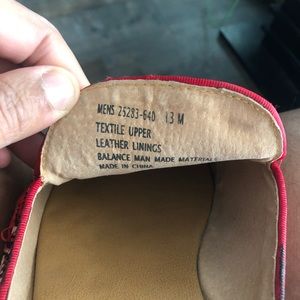 MENS 25283-640 13 M
TEXTILE UPPER
LEATHER LININGS
BALANCE MAN MADE MATERIALS
MADE IN CHINA